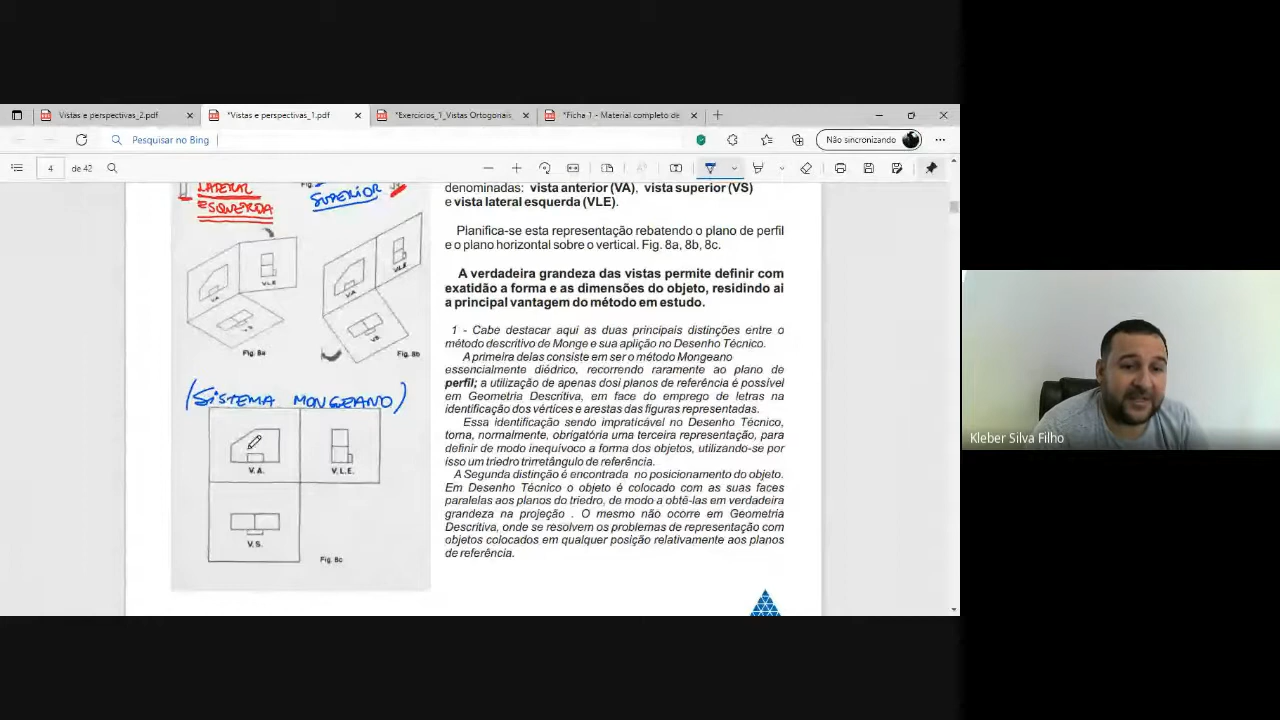 Vistas e perspectivas_2.pdf
*Vistas e perspectivas_1.pdf
*Exercícios_1_Vistas Ortogonais_
*Ficha 1 - Material completo de
Pesquisar no Bing
Não sincronizando
4
de 42
LATERAL
ESQUERDA
Fig.
SUPERIOR
V.A.
V.L.E.
V.S.
Fig. 8a
V.A.
V.L.E.
V.S.
Fig. 8b
(SISTEMA MONGEANO)
V.A.
V.L.E.
V.S.
Fig. 8c
denominadas: vista anterior (VA), vista superior (VS)
e vista lateral esquerda (VLE).
Planifica-se esta representação rebatendo o plano de perfil
e o plano horizontal sobre o vertical. Fig. 8a, 8b, 8c.
A verdadeira grandeza das vistas permite definir com
exatidão a forma e as dimensões do objeto, residindo ai
a principal vantagem do método em estudo.
1 - Cabe destacar aqui as duas principais distinções entre o
método descritivo de Monge e sua aplição no Desenho Técnico.
A primeira delas consiste em ser o método Mongeano
essencialmente diédrico, recorrendo raramente ao plano de
perfil; a utilização de apenas dosi planos de referência é possível
em Geometria Descritiva, em face do emprego de letras na
identificação dos vértices e arestas das figuras representadas.
Essa identificação sendo impraticável no Desenho Técnico,
torna, normalmente, obrigatória uma terceira representação, para
definir de modo inequívoco a forma dos objetos, utilizando-se por
isso um triedro trirretângulo de referência.
A Segunda distinção é encontrada no posicionamento do objeto.
Em Desenho Técnico o objeto é colocado com as suas faces
paralelas aos planos do triedro, de modo a obtê-las em verdadeira
grandeza na projeção . O mesmo não ocorre em Geometria
Descritiva, onde se resolvem os problemas de representação com
objetos colocados em qualquer posição relativamente aos planos
de referência.
Kleber Silva Filho